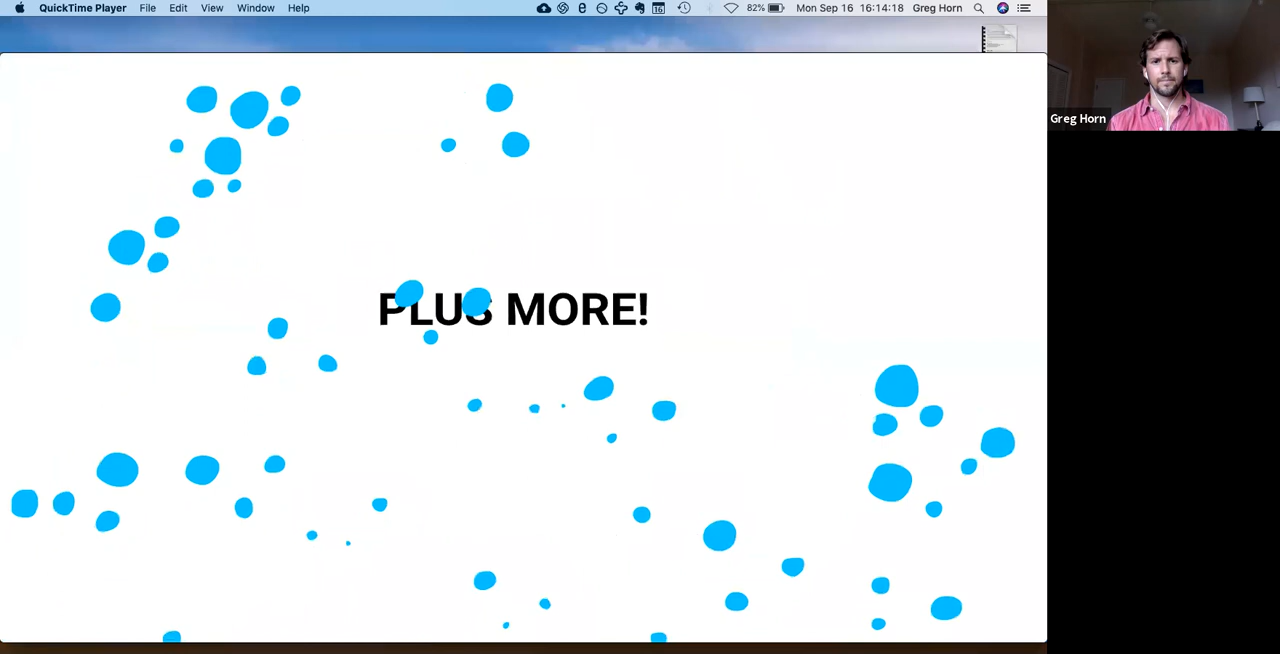 QuickTime Player File Edit View Window Help 16 82% Mon Sep 16 16:14:18 Greg Horn
Greg Horn
PLUS MORE!